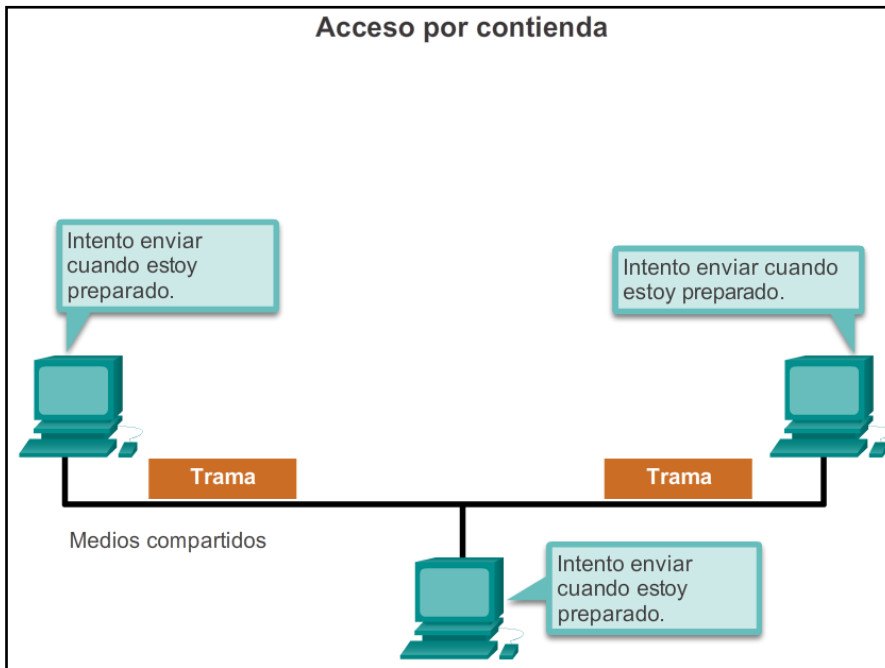 Acceso por contienda
Intento enviar
cuando estoy
preparado.
Intento enviar cuando
estoy preparado.
Trama
Trama
Medios compartidos
Intento enviar
cuando estoy
preparado.